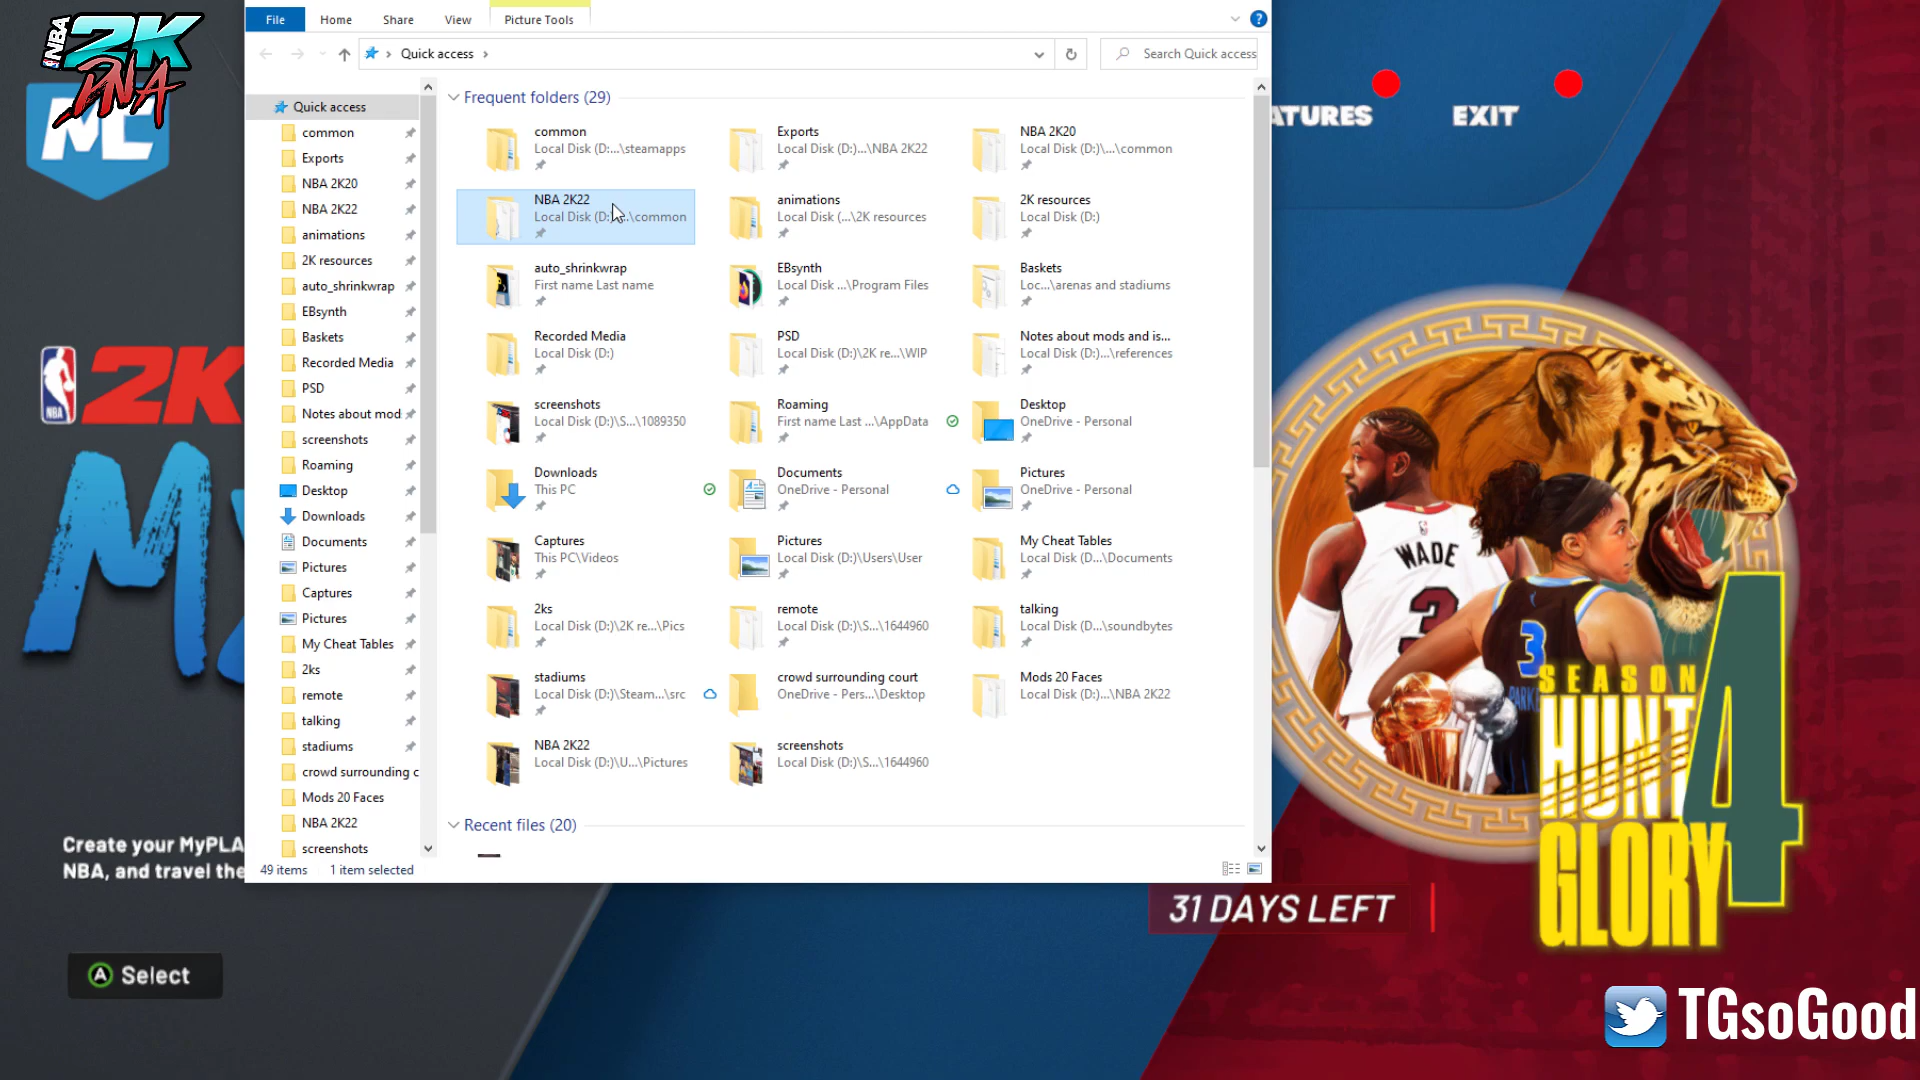 NBA 2K DNA
MC
File Home Share View Picture Tools
Quick access
Search Quick access
ATURES
EXIT
Quick access
common
Exports
NBA 2K20
NBA 2K22
animations
2K resources
auto_shrinkwrap
EBsynth
Baskets
Recorded Media
PSD
Notes about mod
screenshots
Roaming
Desktop
Downloads
Documents
Pictures
Captures
Pictures
My Cheat Tables
2ks
remote
talking
stadiums
crowd surrounding c
Mods 20 Faces
NBA 2K22
screenshots
Frequent folders (29)
common
Local Disk (D:...\steamapps
Exports
Local Disk (D:)...\NBA 2K22
NBA 2K20
Local Disk (D:)\...\common
NBA 2K22
Local Disk (D:...\common
animations
Local Disk (...\2K resources
2K resources
Local Disk (D:)
auto_shrinkwrap
First name Last name
EBsynth
Local Disk ...\Program Files
Baskets
Loc...\arenas and stadiums
Recorded Media
Local Disk (D:)
PSD
Local Disk (D:)\2K re...\WIP
Notes about mods and is...
Local Disk (D:)...\references
screenshots
Local Disk (D:)\S...\1089350
Roaming
First name Last ...\AppData
Desktop
OneDrive - Personal
Downloads
This PC
Documents
OneDrive - Personal
Pictures
OneDrive - Personal
Captures
This PC\Videos
Pictures
Local Disk (D:)\Users\User
My Cheat Tables
Local Disk (D...\Documents
2ks
Local Disk (D:)\2K re...\Pics
remote
Local Disk (D:)\S...\1644960
talking
Local Disk (D...\soundbytes
stadiums
Local Disk (D:)\Steam...\src
crowd surrounding court
OneDrive - Pers...\Desktop
Mods 20 Faces
Local Disk (D:)...\NBA 2K22
NBA 2K22
Local Disk (D:)\U...\Pictures
screenshots
Local Disk (D:)\S...\1644960
Recent files (20)
49 items 1 item selected
NBA 2K
My
Create your MyPLA
NBA, and travel the
A Select
WADE
3
3
PARKE
SEASON 4
HUNT
GLORY
31 DAYS LEFT
TGsoGood